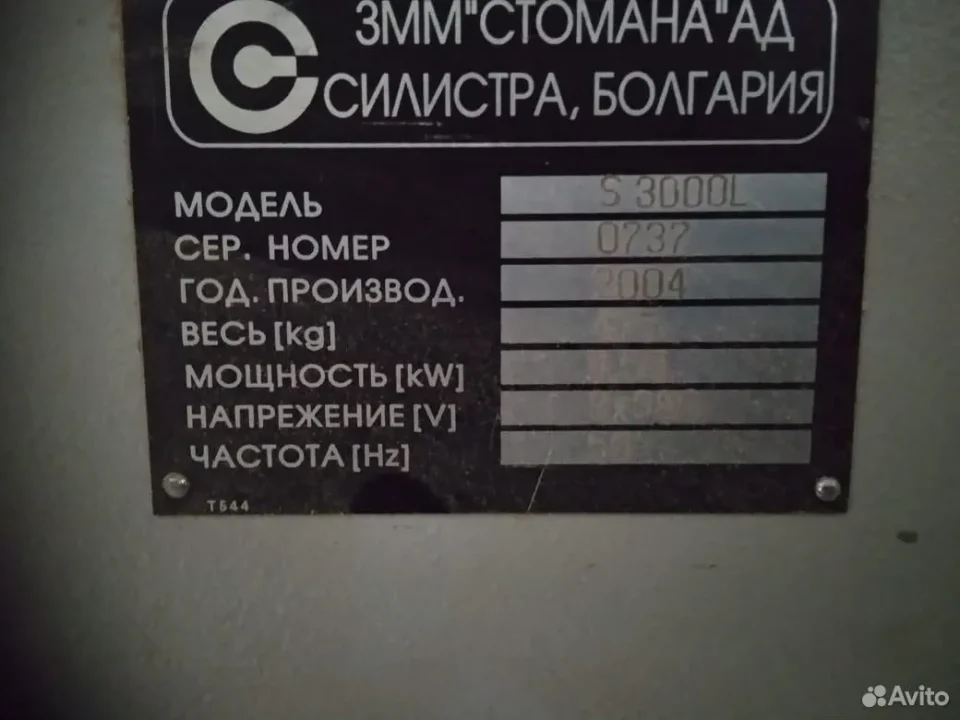 ЗММ"СТОМАНА"АД
СИЛИСТРА, БОЛГАРИЯ
МОДЕЛЬ S 3000L
СЕР. НОМЕР 0737
ГОД. ПРОИЗВОД. 2004
ВЕСЬ [kg]
МОЩНОСТЬ [kW]
НАПРЕЖЕНИЕ [V]
ЧАСТОТА [Hz]
T544
Avito